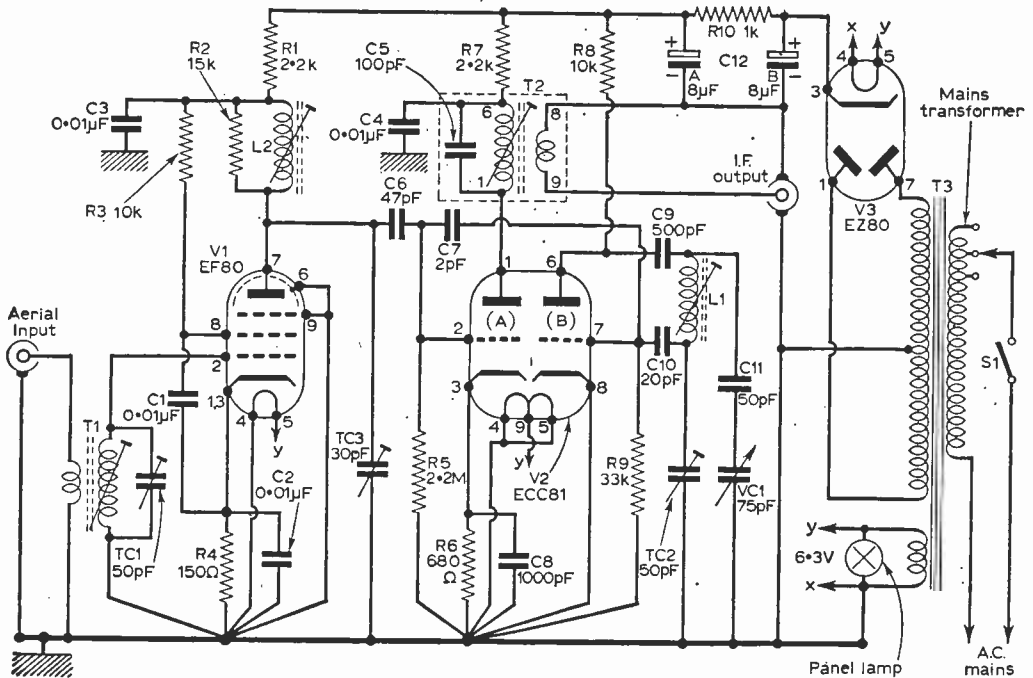 R10 1k
x y
R2
15k
R1
2·2k
C5
100pF
R7
2·2k
R8
10k
+ +
C12
A
8µF
B
8µF
- -
4 5
3
Mains
transformer
C3
0·01µF
C4
0·01µF
T2
6
8
L2
1
9
I.F.
output
1 7
V3
EZ80
T3
R3 10k
C6
47pF
C7
2pF
C9
500pF
V1
EF80
7
6
9
8
2
1,3
4 5
y
1 6
(A) (B)
2 7
3 8
4 9 5
y
V2
ECC81
L1
C10
20pF
C11
50pF
S1
Aerial
Input
C1
0·01µF
T1
TC3
30pF
C2
0·01µF
R5
2·2M
R9
33k
VC1
75pF
TC1
50pF
R4
150Ω
R6
680
Ω
C8
1000pF
TC2
50pF
y
6·3V
x
Panel lamp
A.C.
mains